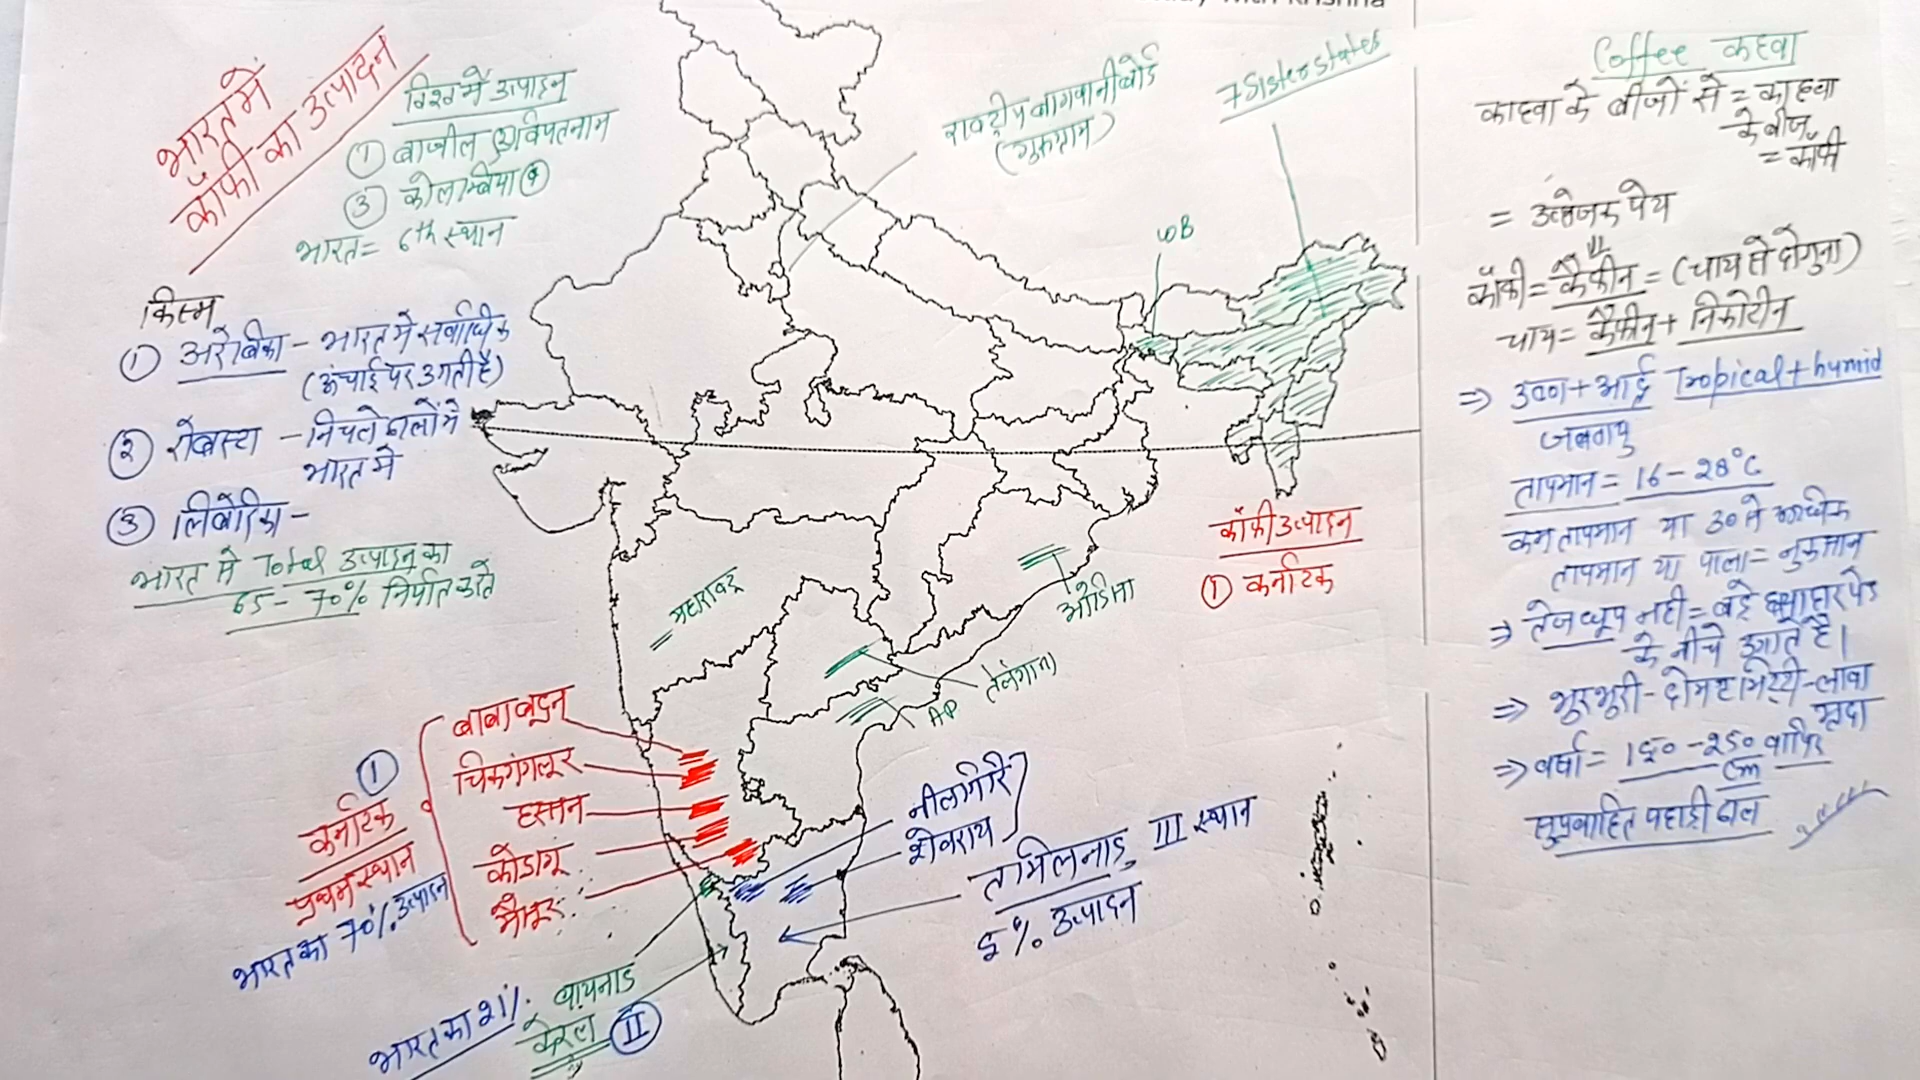 भारत में
कॉफी का उत्पादन
विश्व में उत्पादन
① ब्राजील ② वियतनाम
③ कोलम्बिया ④
भारत = 6th स्थान
किस्म
① अरेबिका - भारत में सर्वाधिक
(ऊंचाई पर उगती है)
② रोबस्टा - निचले ढालों में
भारत में
③ लिबेरिका -
भारत में Total उत्पादन का
65-70% निर्यात करते
राष्ट्रीय बागवानी बोर्ड
(गुरुग्राम)
7 Sister states
WB
महाराष्ट्र
ओडिशा
तेलंगाना
AP
कॉफी उत्पादन
① कर्नाटक
①
कर्नाटक
प्रथम स्थान
भारत का 70% उत्पादन
बाबा बुदन
चिकमंगलूर
हासन
कोडागू
मैसूर
नीलगिरि
शेवराय
तमिलनाडु III स्थान
5% उत्पादन
वायनाड
केरल II
भारत का 21%
Coffee कहवा
काहवा के बीजों से = काहवा
के बीज
= कॉफी
= उत्तेजक पेय
कॉफी = कैफीन = (चाय से दोगुना)
चाय = कैफीन + निकोटीन
⇒ उष्ण + आर्द्र Tropical + humid
जलवायु
तापमान = 16 - 28°C
कम तापमान या 30 से अधिक
तापमान या पाला = नुकसान
⇒ तेज धूप नहीं = बड़े छायादार पेड़
के नीचे उगाते है।
⇒ भुरभुरी - दोमट मिट्टी - लावा
मृदा
⇒ वर्षा = 150 - 250 वार्षिक
cm
सुप्रवाहित पहाड़ी ढाल